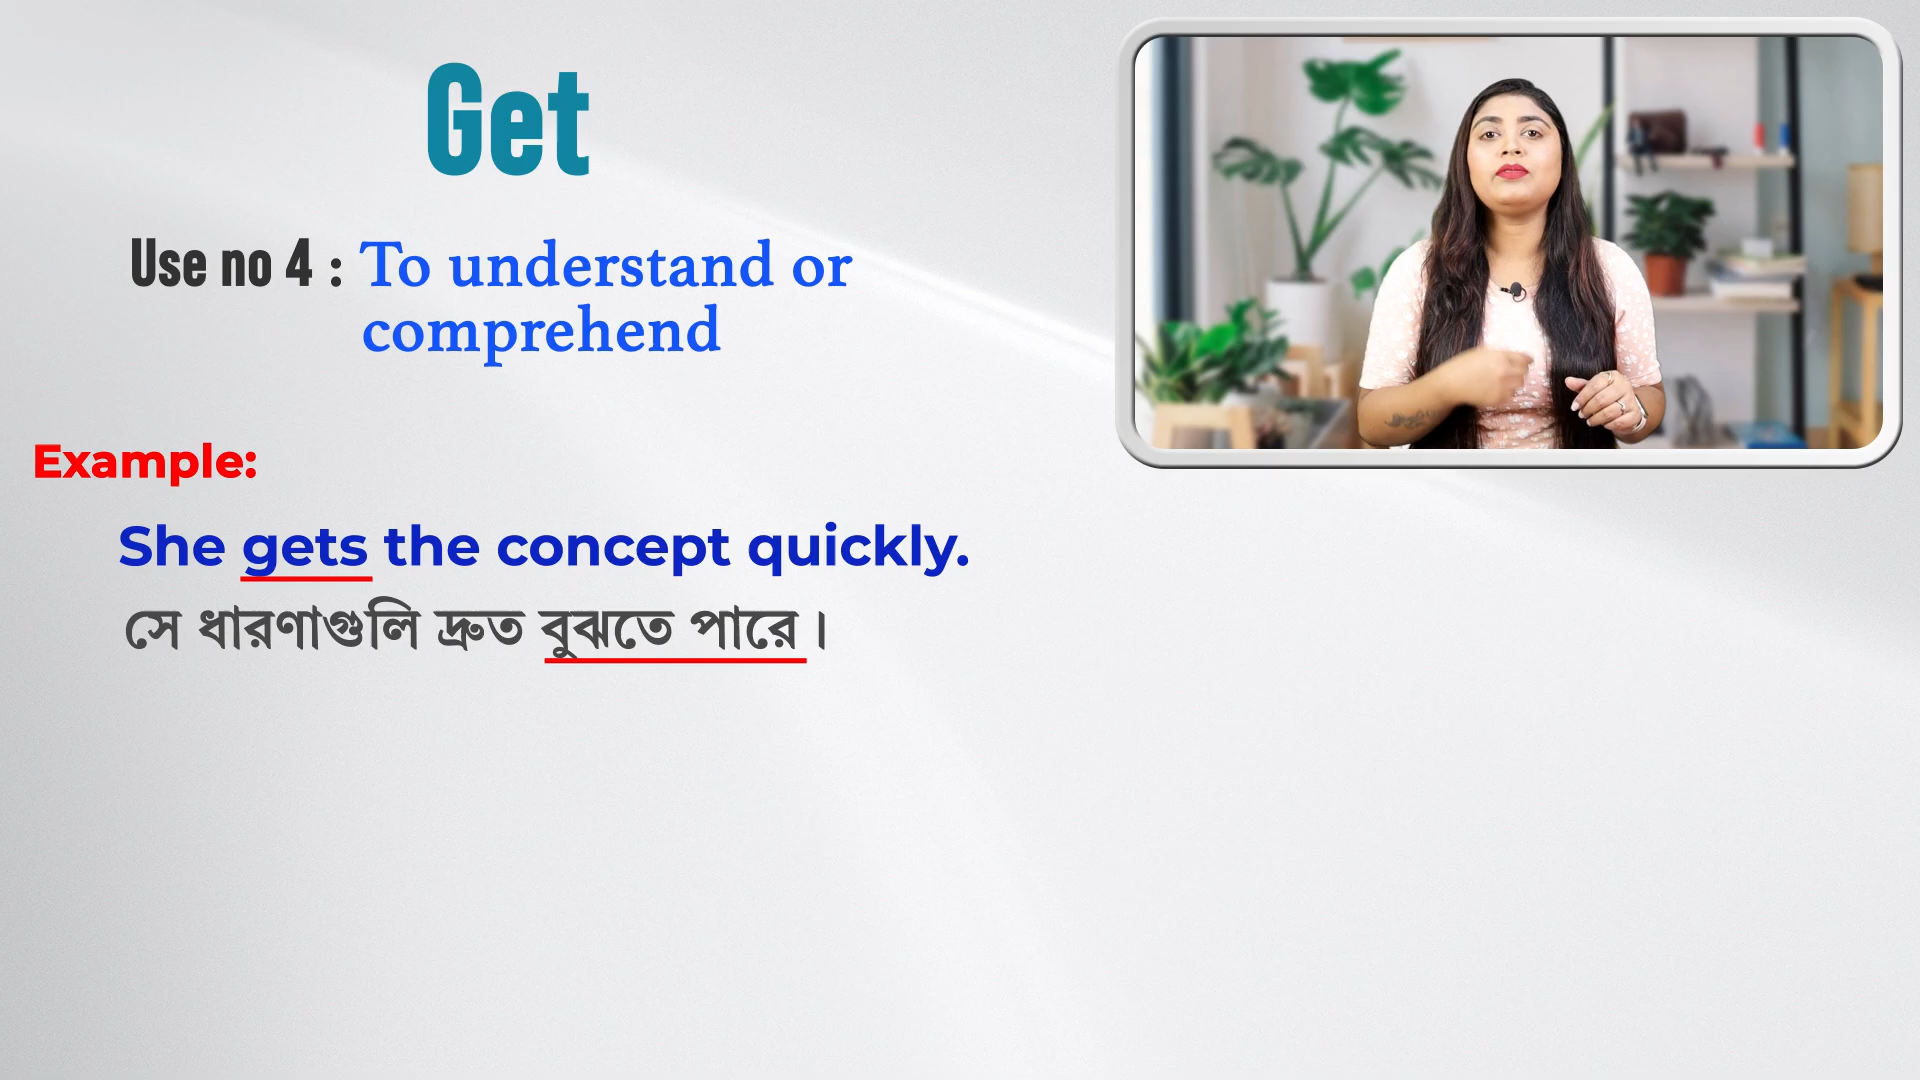 Get
Use no 4 : To understand or
comprehend
Example:
She gets the concept quickly.
সে ধারণাগুলি দ্রুত বুঝতে পারে।